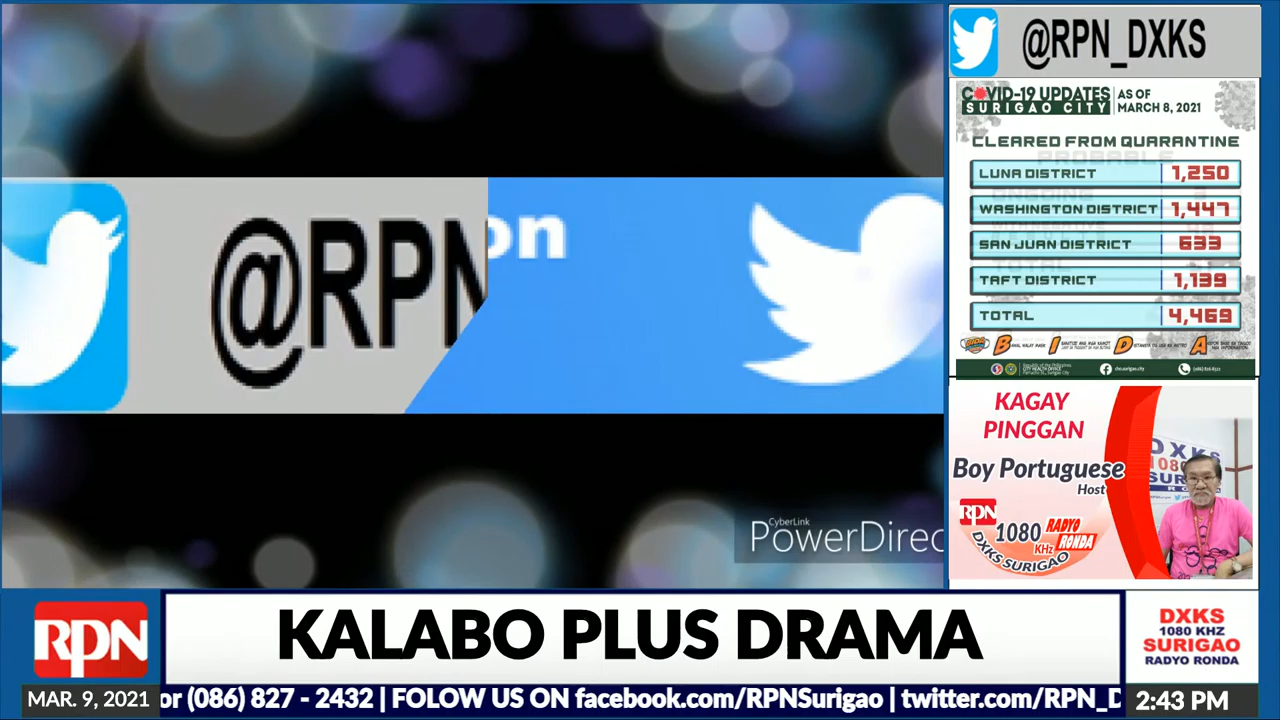 @RPN_DXKS
COVID-19 UPDATES
SURIGAO CITY
AS OF
MARCH 8, 2021
CLEARED FROM QUARANTINE
LUNA DISTRICT 1,250
WASHINGTON DISTRICT 1,447
SAN JUAN DISTRICT 633
TAFT DISTRICT 1,139
TOTAL 4,469
B I D A
@RPN
on
KAGAY
PINGGAN
Boy Portuguese
Host
RPN
1080
KHz
RADYO
RONDA
DXKS SURIGAO
CyberLink
PowerDirec
RPN
KALABO PLUS DRAMA
DXKS
1080 KHZ
SURIGAO
RADYO RONDA
MAR. 9, 2021
or (086) 827 - 2432 | FOLOW US ON facebook.com/RPNSurigao | twitter.com/RPN_D
2:43 PM